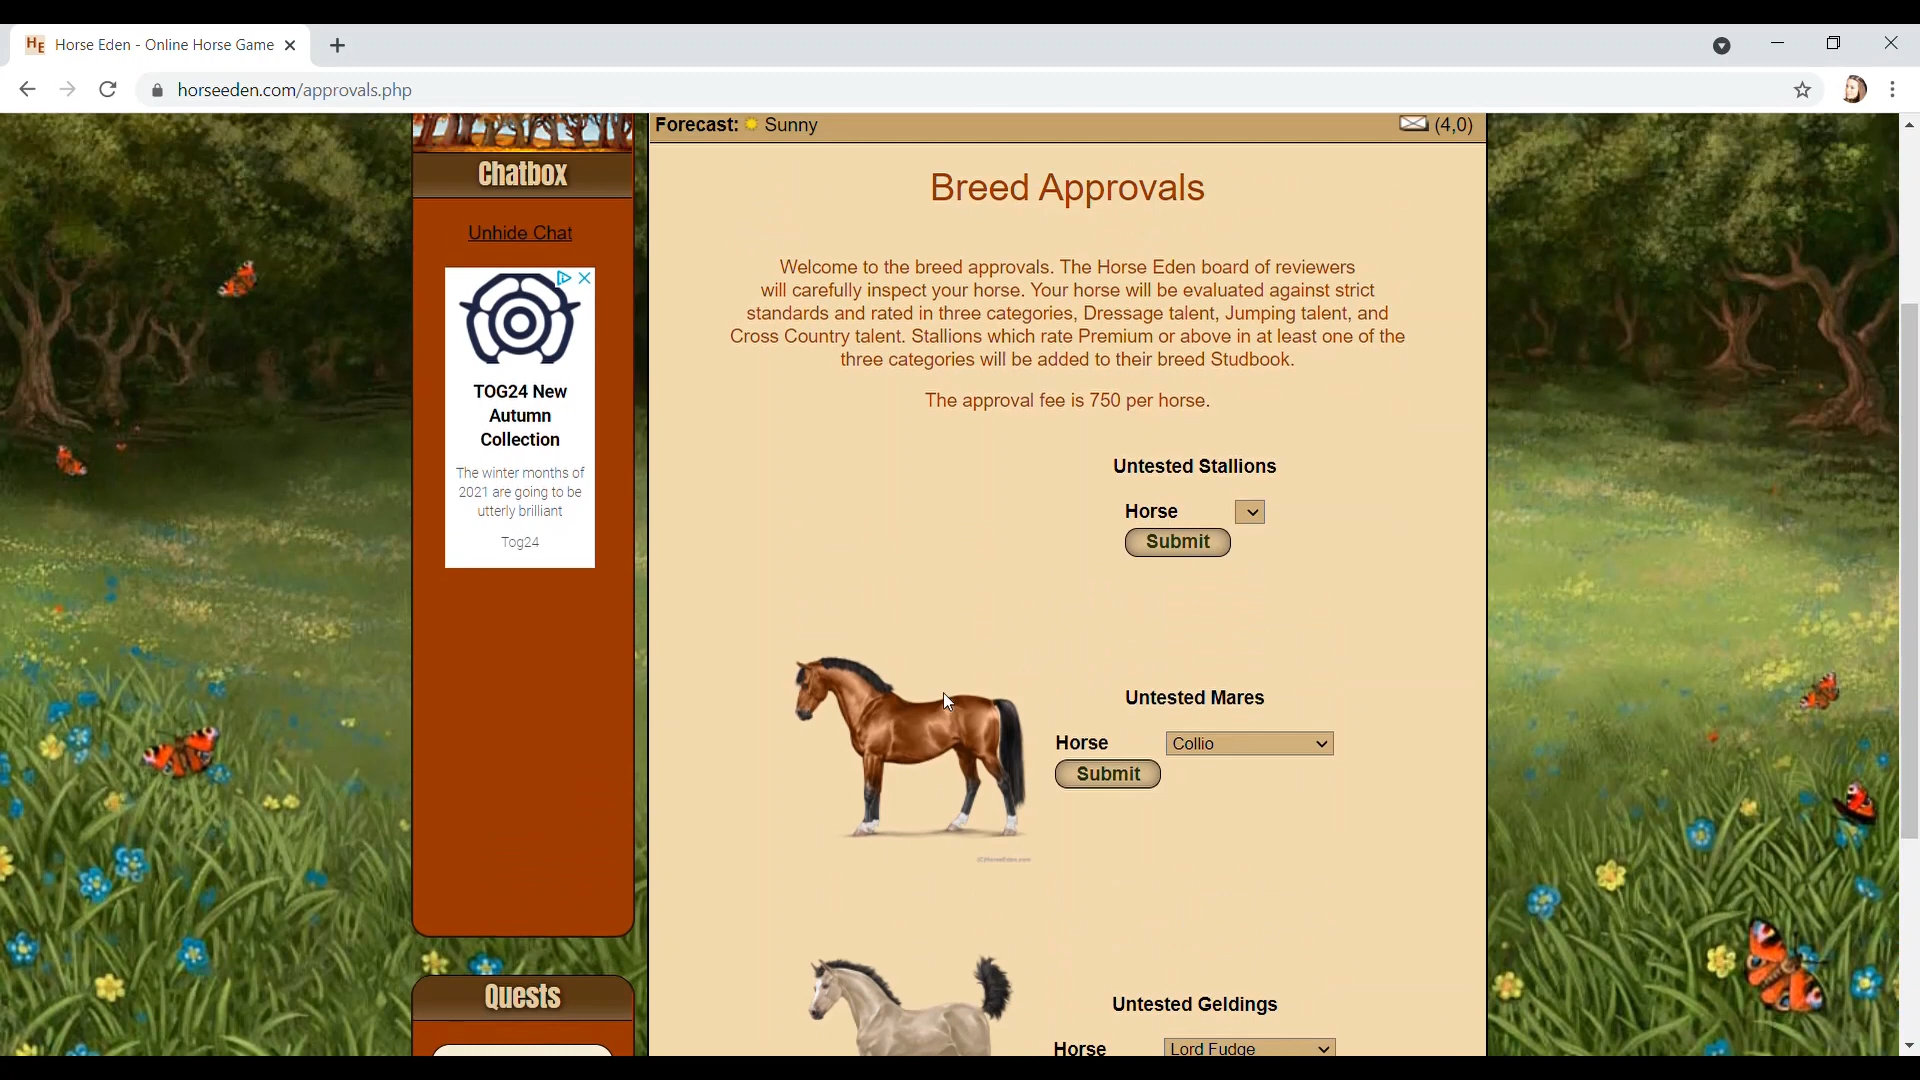 HE Horse Eden - Online Horse Game
horseeden.com/approvals.php
Forecast: Sunny (4,0)
Chatbox
Unhide Chat
TOG24 New
Autumn
Collection
The winter months of
2021 are going to be
utterly brilliant
Tog24
Quests
Breed Approvals
Welcome to the breed approvals. The Horse Eden board of reviewers
will carefully inspect your horse. Your horse will be evaluated against strict
standards and rated in three categories, Dressage talent, Jumping talent, and
Cross Country talent. Stallions which rate Premium or above in at least one of the
three categories will be added to their breed Studbook.
The approval fee is 750 per horse.
Untested Stallions
Horse
Submit
Untested Mares
Horse Collio
Submit
(C)HorseEden.com
Untested Geldings
Horse Lord Fudge